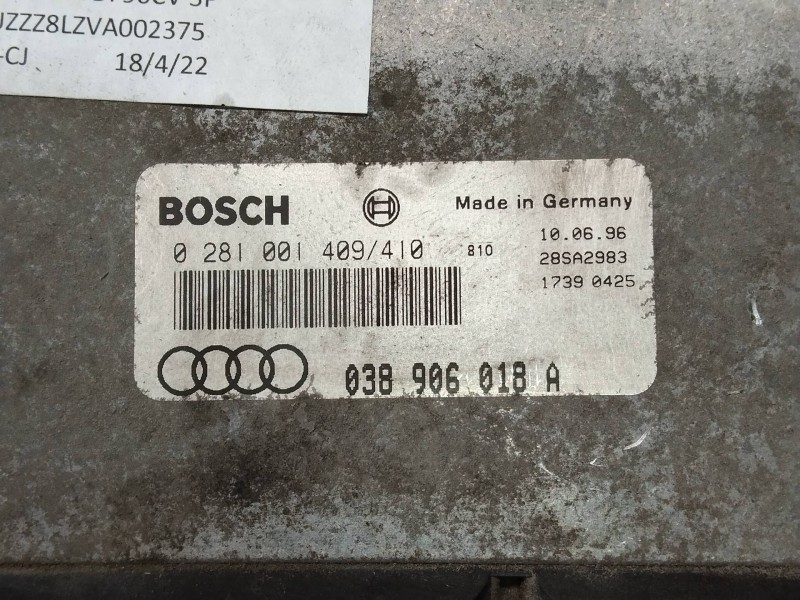 JZZZ8LZVA002375
-CJ 18/4/22
BOSCH
Made in Germany
0 281 001 409/410 810
10.06.96
28SA2983
1739 0425
038 906 018 A